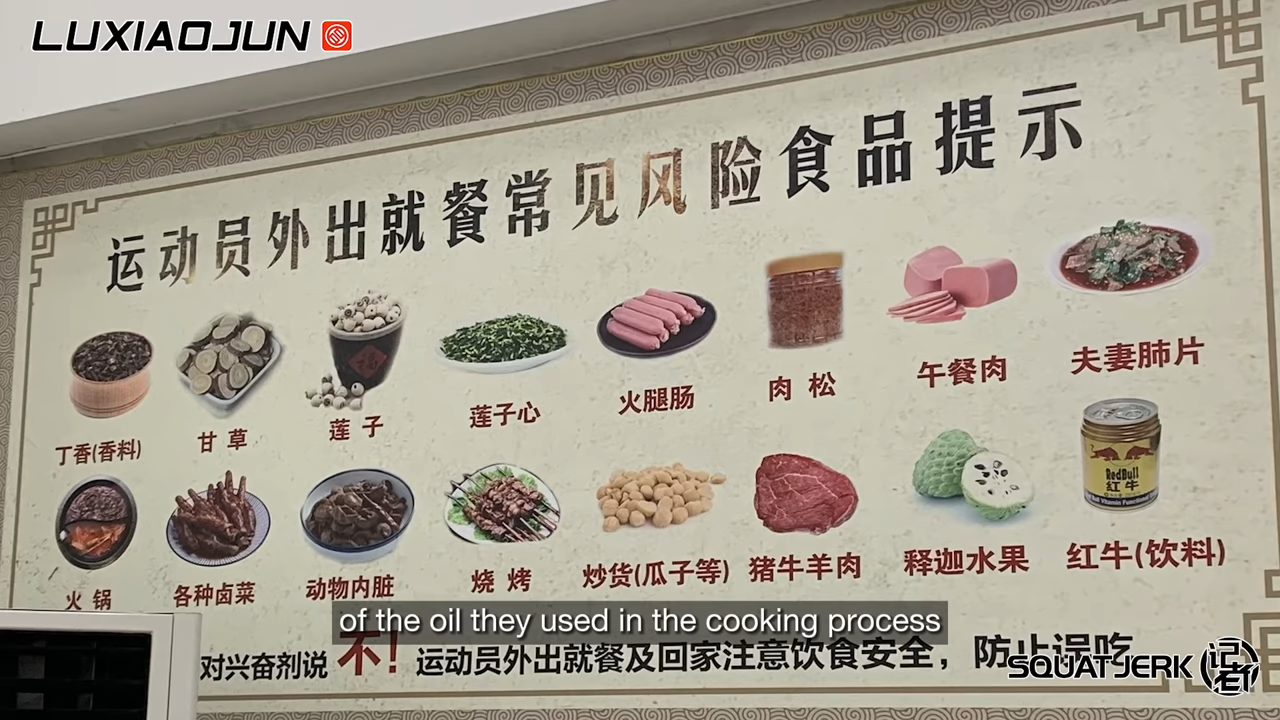 LUXIAOJUN
运动员外出就餐常见风险食品提示
福
丁香(香料)
甘草
莲子
莲子心
火腿肠
肉松
午餐肉
夫妻肺片
RedBull
红牛
火锅
各种卤菜
动物内脏
烧烤
炒货(瓜子等)
猪牛羊肉
释迦水果
红牛(饮料)
of the oil they used in the cooking process
对兴奋剂说不!运动员外出就餐及回家注意饮食安全，防止误吃
SQUATJERK 记者